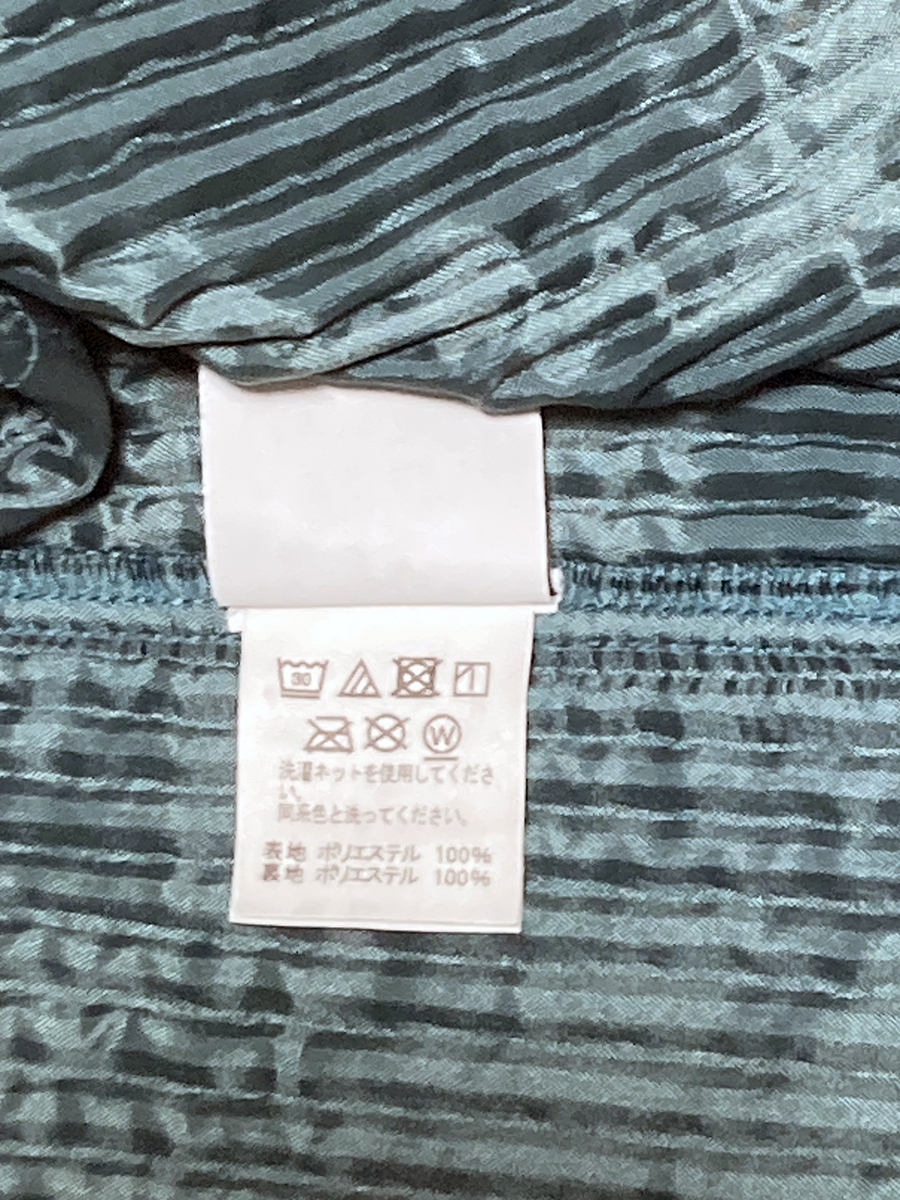 30
W
洗濯ネットを使用してくださ
い。
同系色と洗ってください。
表地 ポリエステル 100%
裏地 ポリエステル 100%